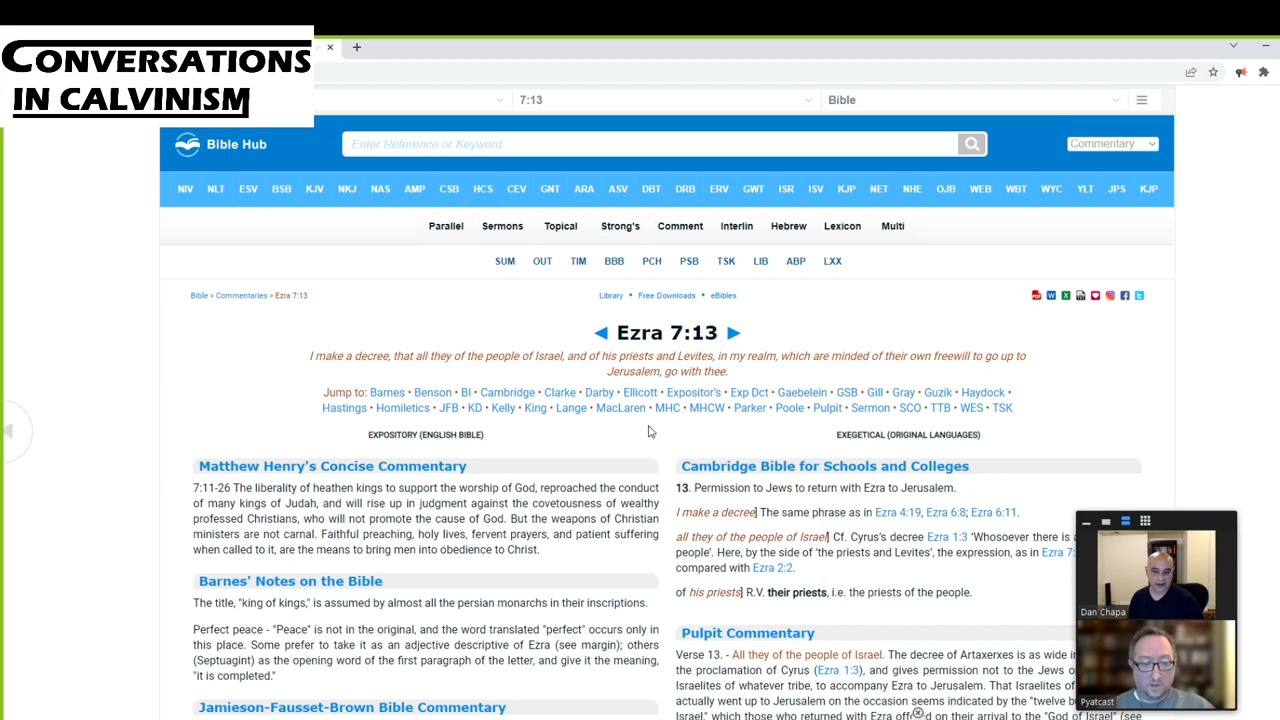 CONVERSATIONS
IN CALVINISM
7:13
Bible
Bible Hub
Enter Reference or Keyword
Commentary
NIV NLT ESV BSB KJV NKJ NAS AMP CSB HCS CEV GNT ARA ASV DBT DRB ERV GWT ISR ISV KJP NET NHE OJB WEB WBT WYC YLT JPS KJP
Parallel Sermons Topical Strong's Comment Interlin Hebrew Lexicon Multi
SUM OUT TIM BBB PCH PSB TSK LIB ABP LXX
Bible > Commentaries > Ezra 7:13
Library • Free Downloads • eBibles
◄ Ezra 7:13 ►
I make a decree, that all they of the people of Israel, and of his priests and Levites, in my realm, which are minded of their own freewill to go up to
Jerusalem, go with thee.
Jump to: Barnes • Benson • BI • Cambridge • Clarke • Darby • Ellicott • Expositor's • Exp Dct • Gaebelein • GSB • Gill • Gray • Guzik • Haydock •
Hastings • Homiletics • JFB • KD • Kelly • King • Lange • MacLaren • MHC • MHCW • Parker • Poole • Pulpit • Sermon • SCO • TTB • WES • TSK
EXPOSITORY (ENGLISH BIBLE)
Matthew Henry's Concise Commentary
7:11-26 The liberality of heathen kings to support the worship of God, reproached the conduct
of many kings of Judah, and will rise up in judgment against the covetousness of wealthy
professed Christians, who will not promote the cause of God. But the weapons of Christian
ministers are not carnal. Faithful preaching, holy lives, fervent prayers, and patient suffering
when called to it, are the means to bring men into obedience to Christ.
Barnes' Notes on the Bible
The title, "king of kings," is assumed by almost all the persian monarchs in their inscriptions.
Perfect peace - "Peace" is not in the original, and the word translated "perfect" occurs only in
this place. Some prefer to take it as an adjective descriptive of Ezra (see margin); others
(Septuagint) as the opening word of the first paragraph of the letter, and give it the meaning,
"it is completed."
Jamieson-Fausset-Brown Bible Commentary
EXEGETICAL (ORIGINAL LANGUAGES)
Cambridge Bible for Schools and Colleges
13. Permission to Jews to return with Ezra to Jerusalem.
I make a decree] The same phrase as in Ezra 4:19, Ezra 6:8; Ezra 6:11.
all they of the people of Israel] Cf. Cyrus's decree Ezra 1:3 'Whosoever there is
people'. Here, by the side of 'the priests and Levites', the expression, as in Ezra 7:
compared with Ezra 2:2.
of his priests] R.V. their priests, i.e. the priests of the people.
Pulpit Commentary
Verse 13. - All they of the people of Israel. The decree of Artaxerxes is as wide in
the proclamation of Cyrus (Ezra 1:3), and gives permission not to the Jews
Israelites of whatever tribe, to accompany Ezra to Jerusalem. That Israelites of
actually went up to Jerusalem on the occasion seems indicated by the "twelve
Israel," which those who returned with Ezra offered on their arrival to the "God of Israel" (see
Dan Chapa
Pyatcast